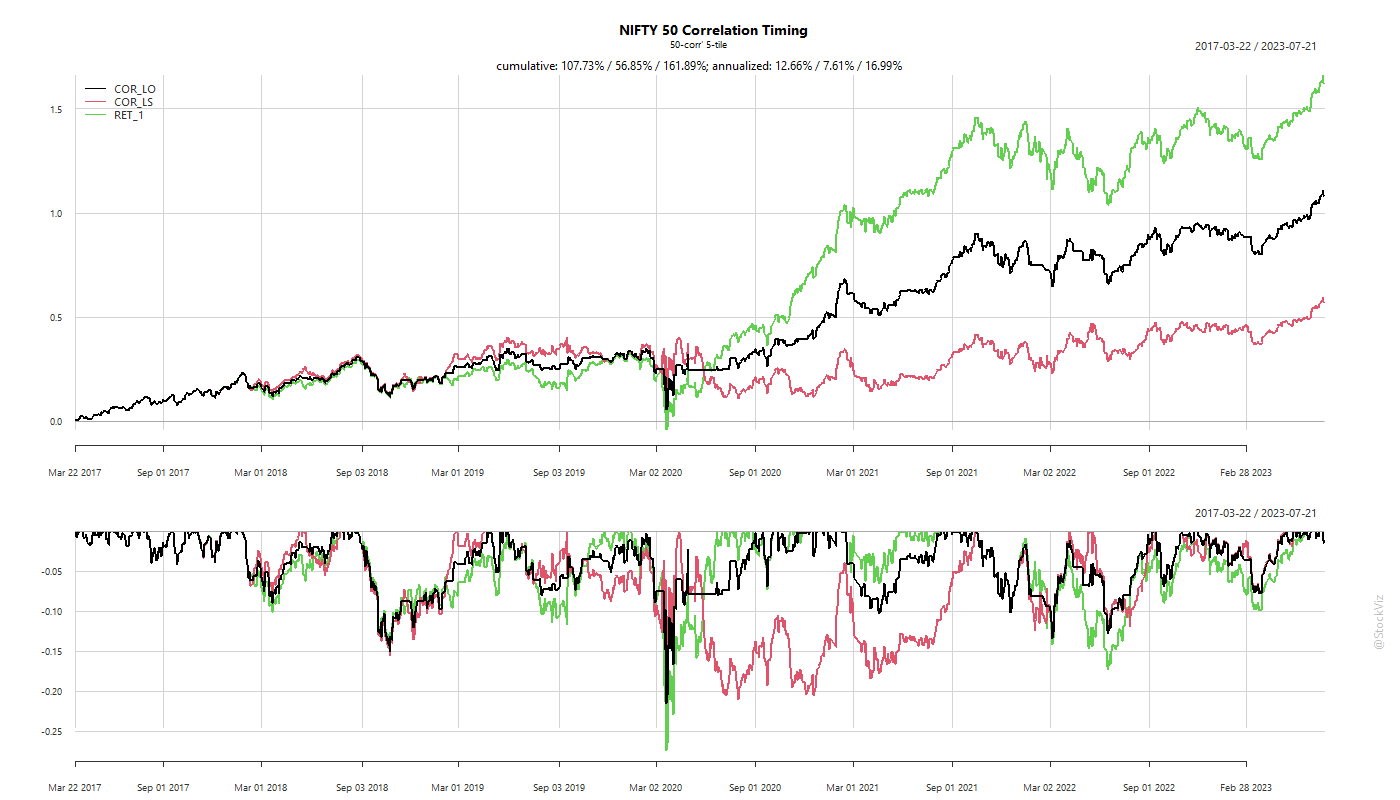 NIFTY 50 Correlation Timing
50-corr' 5-tile
2017-03-22 / 2023-07-21
cumulative: 107.73% / 56.85% / 161.89%; annualized: 12.66% / 7.61% / 16.99%
COR_LO
COR_LS
RET_1
1.5
1.0
0.5
0.0
Mar 22 2017 Sep 01 2017 Mar 01 2018 Sep 03 2018 Mar 01 2019 Sep 03 2019 Mar 02 2020 Sep 01 2020 Mar 01 2021 Sep 01 2021 Mar 02 2022 Sep 01 2022 Feb 28 2023
2017-03-22 / 2023-07-21
-0.05
-0.10
-0.15
-0.20
-0.25
Mar 22 2017 Sep 01 2017 Mar 01 2018 Sep 03 2018 Mar 01 2019 Sep 03 2019 Mar 02 2020 Sep 01 2020 Mar 01 2021 Sep 01 2021 Mar 02 2022 Sep 01 2022 Feb 28 2023
@StockViz